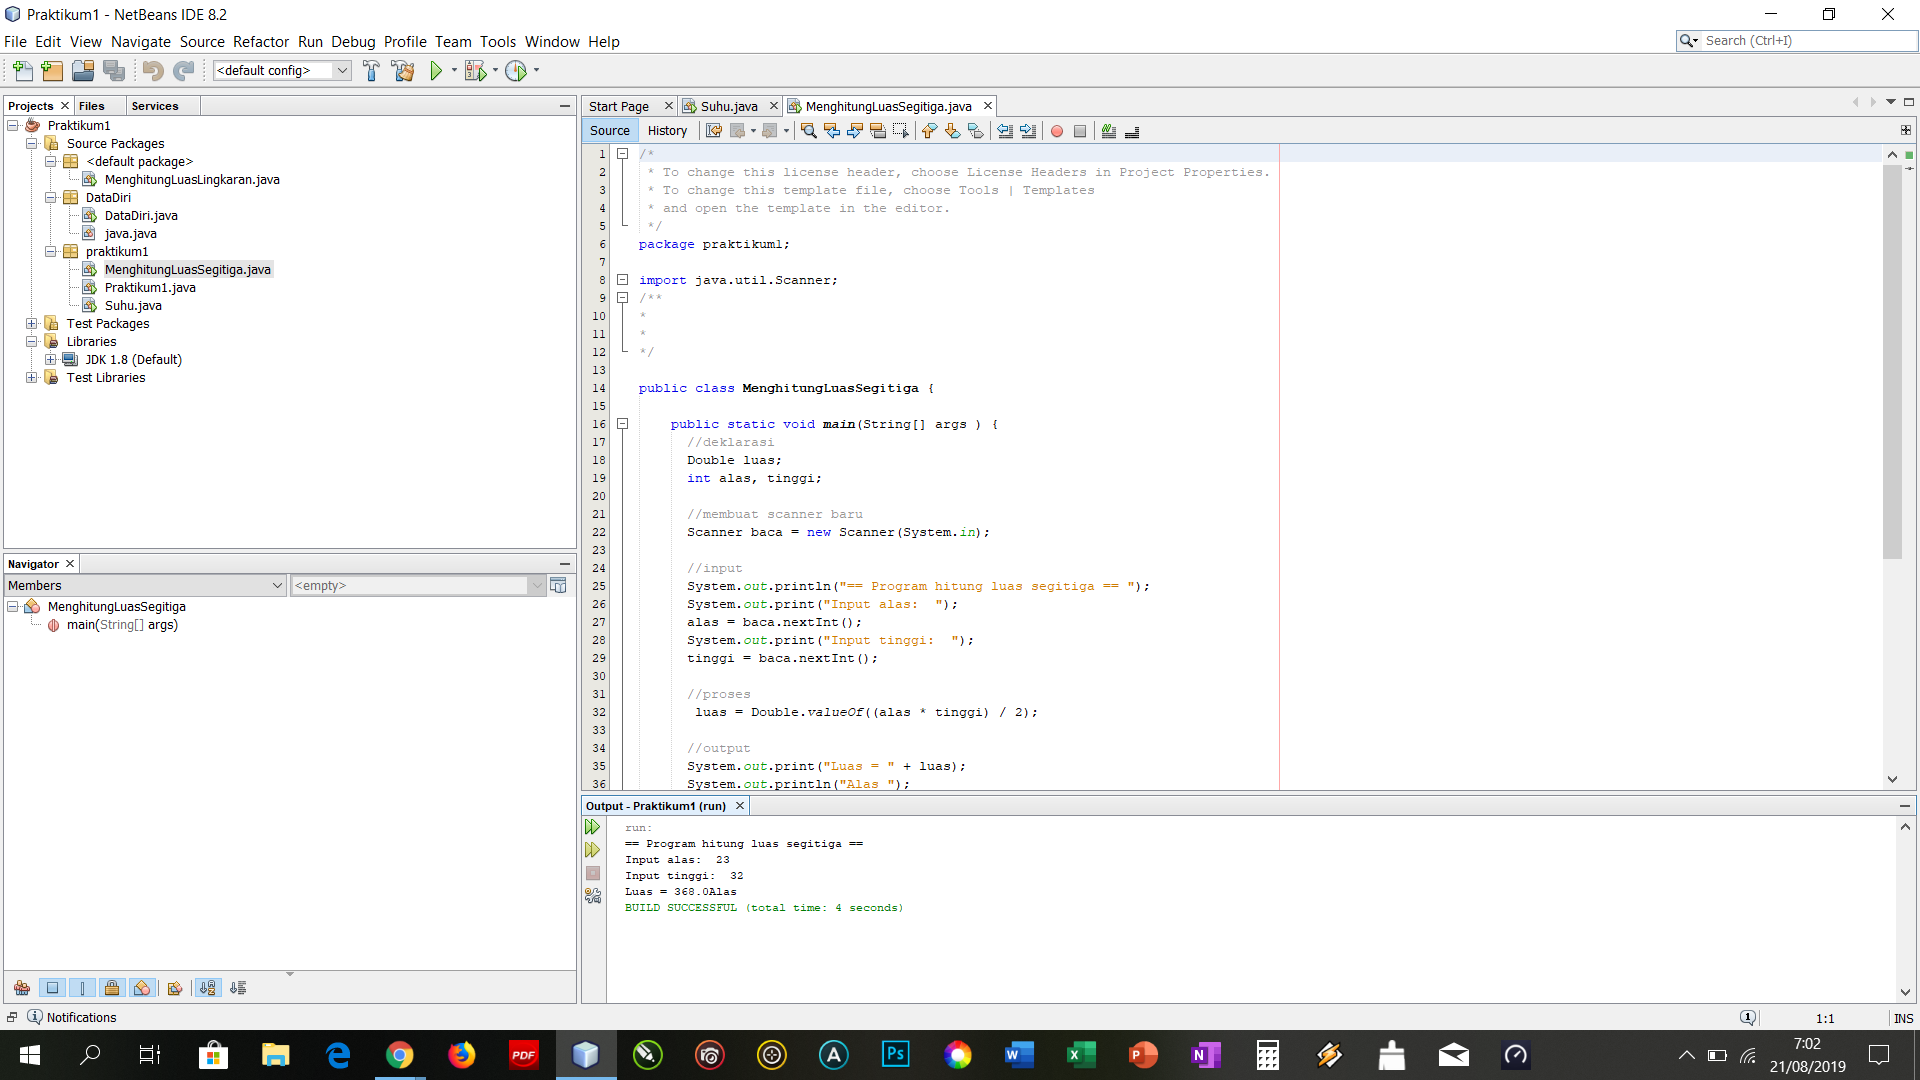 Praktikum1 - NetBeans IDE 8.2
File Edit View Navigate Source Refactor Run Debug Profile Team Tools Window Help
Search (Ctrl+I)
<default config>
Projects Files Services
Praktikum1
Source Packages
<default package>
MenghitungLuasLingkaran.java
DataDiri
DataDiri.java
java.java
praktikum1
MenghitungLuasSegitiga.java
Praktikum1.java
Suhu.java
Test Packages
Libraries
JDK 1.8 (Default)
Test Libraries
Navigator
Members <empty>
MenghitungLuasSegitiga
main(String[] args)
Start Page Suhu.java MenghitungLuasSegitiga.java
Source History
1 /*
2 * To change this license header, choose License Headers in Project Properties.
3 * To change this template file, choose Tools | Templates
4 * and open the template in the editor.
5 */
6 package praktikum1;
7
8 import java.util.Scanner;
9 /**
10 *
11 *
12 */
13
14 public class MenghitungLuasSegitiga {
15
16 public static void main(String[] args ) {
17 //deklarasi
18 Double luas;
19 int alas, tinggi;
20
21 //membuat scanner baru
22 Scanner baca = new Scanner(System.in);
23
24 //input
25 System.out.println("== Program hitung luas segitiga == ");
26 System.out.print("Input alas:  ");
27 alas = baca.nextInt();
28 System.out.print("Input tinggi:  ");
29 tinggi = baca.nextInt();
30
31 //proses
32 luas = Double.valueOf((alas * tinggi) / 2);
33
34 //output
35 System.out.print("Luas = " + luas);
36 System.out.println("Alas ");
Output - Praktikum1 (run)
run:
== Program hitung luas segitiga ==
Input alas:  23
Input tinggi:  32
Luas = 368.0Alas
BUILD SUCCESSFUL (total time: 4 seconds)
Notifications
1:1 INS
PDF
A
Ps
W
X
P
N
7:02
21/08/2019